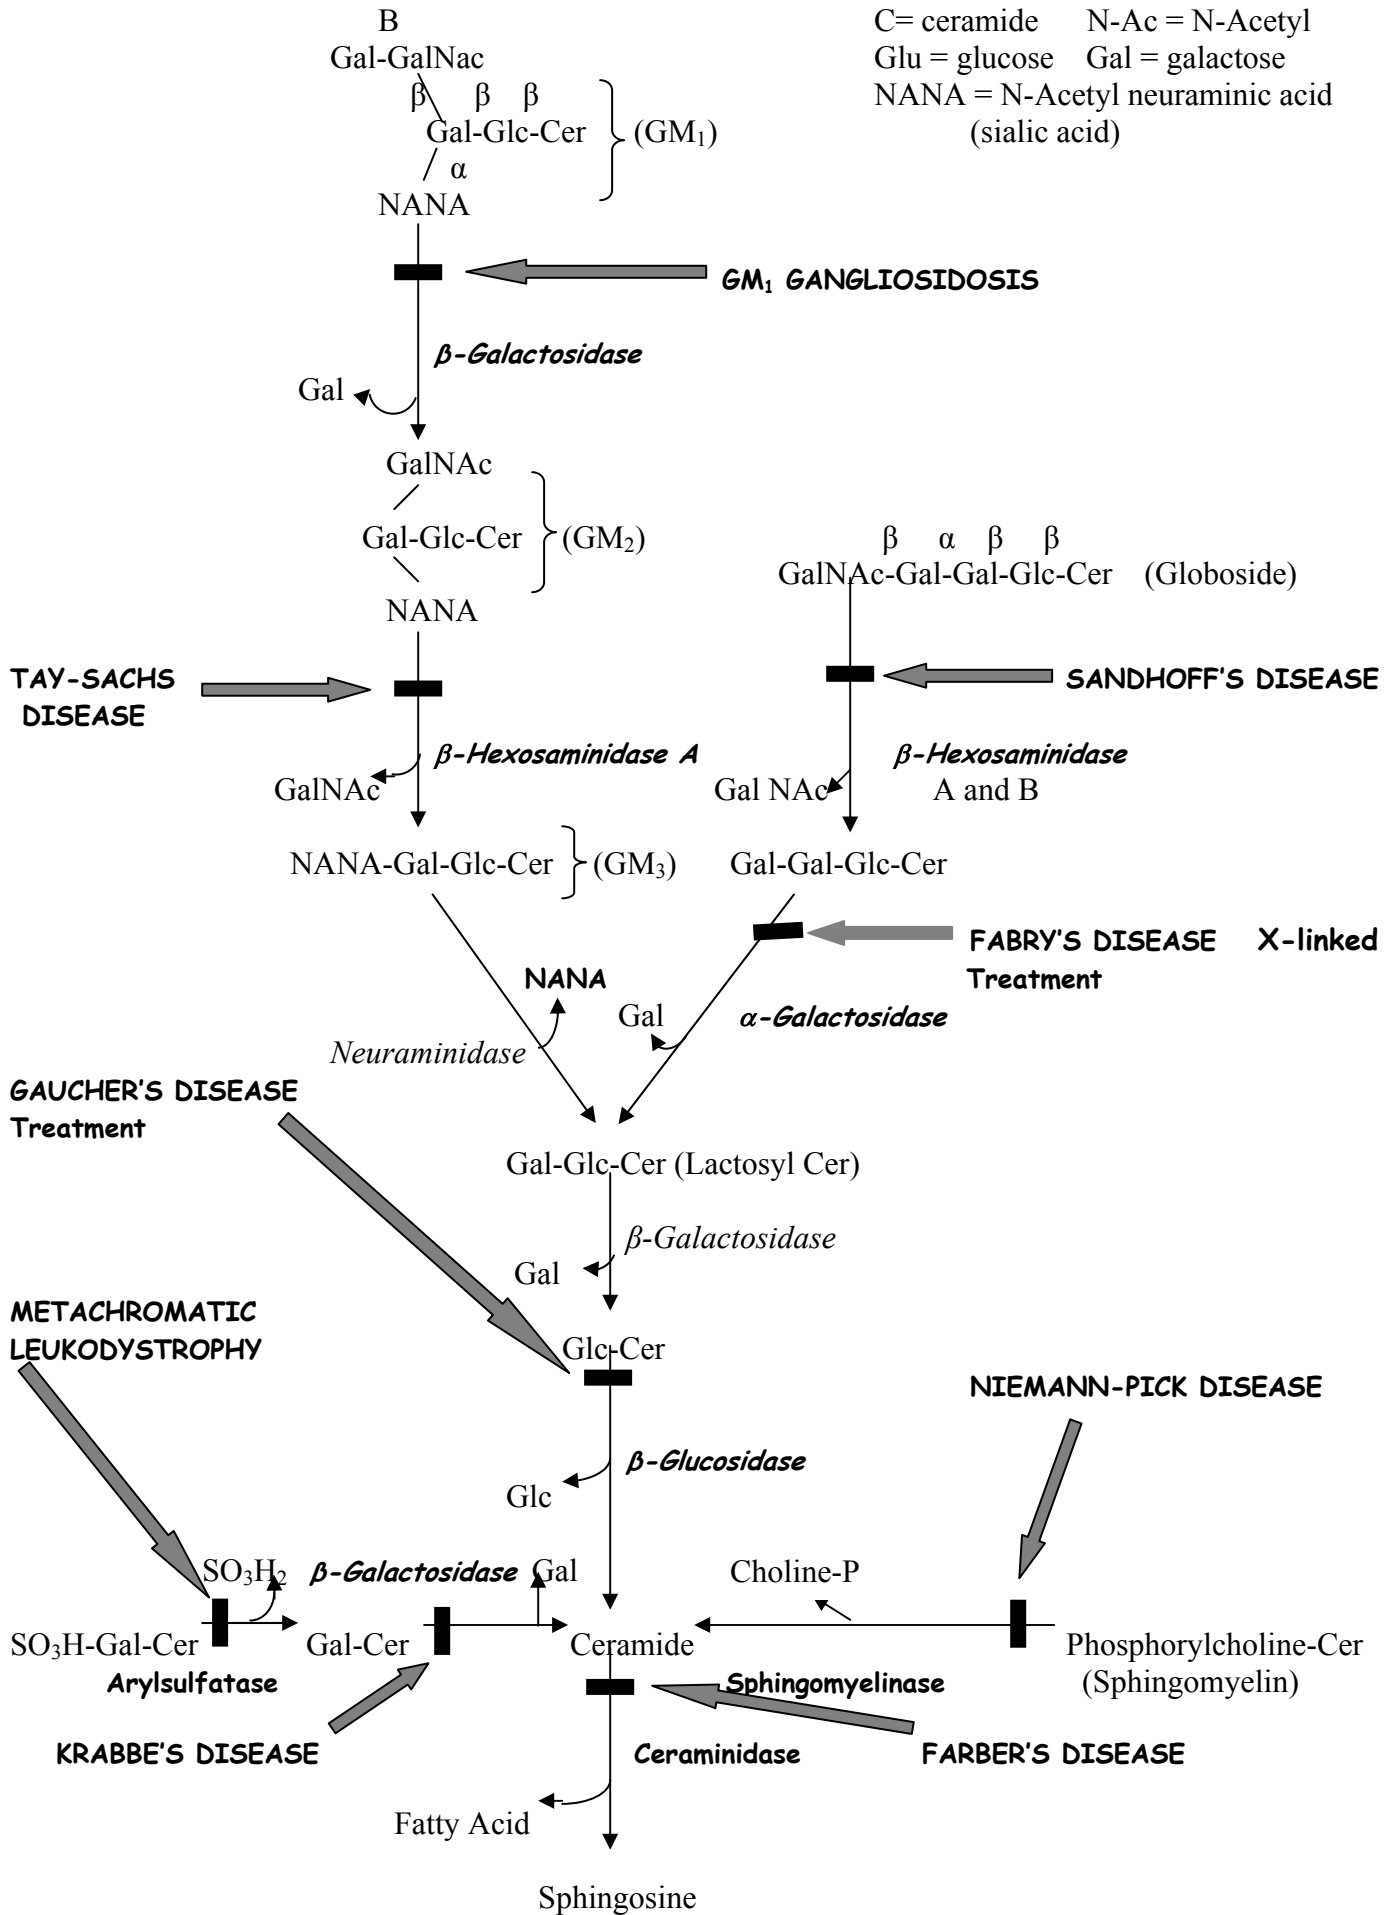 B
C= ceramide N-Ac = N-Acetyl
Gal-GalNac
Glu = glucose Gal = galactose
β β β
NANA = N-Acetyl neuraminic acid
Gal-Glc-Cer (GM₁)
(sialic acid)
α
NANA
GM₁ GANGLIOSIDOSIS
β-Galactosidase
Gal
GalNAc
Gal-Glc-Cer (GM₂)
β α β β
GalNAc-Gal-Gal-Glc-Cer (Globoside)
NANA
TAY-SACHS
DISEASE
SANDHOFF'S DISEASE
β-Hexosaminidase A
β-Hexosaminidase
GalNAc
Gal NAc A and B
NANA-Gal-Glc-Cer (GM₃)
Gal-Gal-Glc-Cer
FABRY'S DISEASE X-linked
Treatment
NANA
Gal
α-Galactosidase
Neuraminidase
GAUCHER'S DISEASE
Treatment
Gal-Glc-Cer (Lactosyl Cer)
β-Galactosidase
Gal
METACHROMATIC
LEUKODYSTROPHY
Glc-Cer
NIEMANN-PICK DISEASE
β-Glucosidase
Glc
SO₃H₂ β-Galactosidase Gal
Choline-P
SO₃H-Gal-Cer Gal-Cer Ceramide Phosphorylcholine-Cer
Arylsulfatase Sphingomyelinase (Sphingomyelin)
KRABBE'S DISEASE Ceraminidase FARBER'S DISEASE
Fatty Acid
Sphingosine